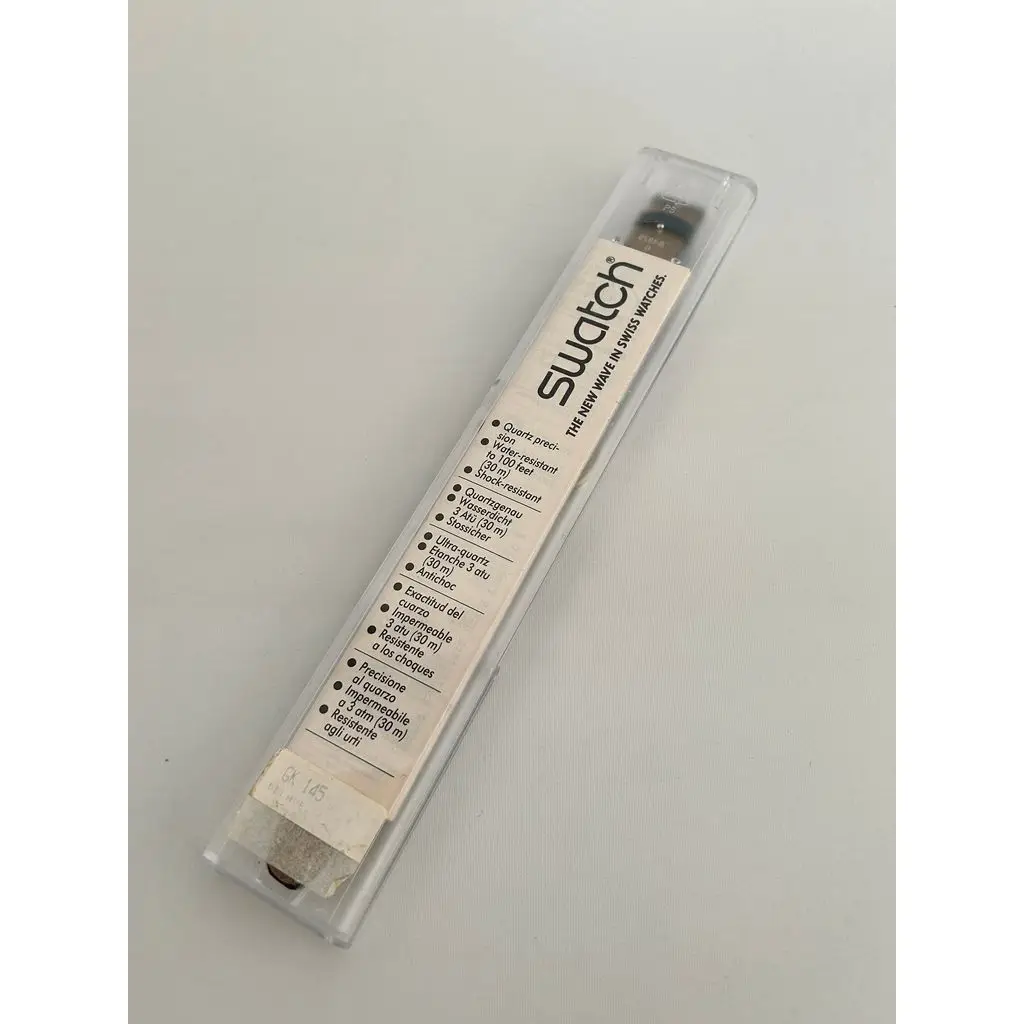 swatch®
THE NEW WAVE IN SWISS WATCHES.
● Quartz preci-
sion
● Water-resistant
to 100 feet
(30 m)
● Shock-resistant
● Quartzgenau
● Wasserdicht
3 Atü (30 m)
● Stossicher
● Ultra-quartz
● Etanche 3 atu
(30 m)
● Antichoc
● Exactitud del
cuarzo
● Impermeable
3 atu (30 m)
● Resistente
a los choques
● Precisione
al quarzo
● Impermeabile
a 3 atm (30 m)
● Resistente
agli urti
GK 145